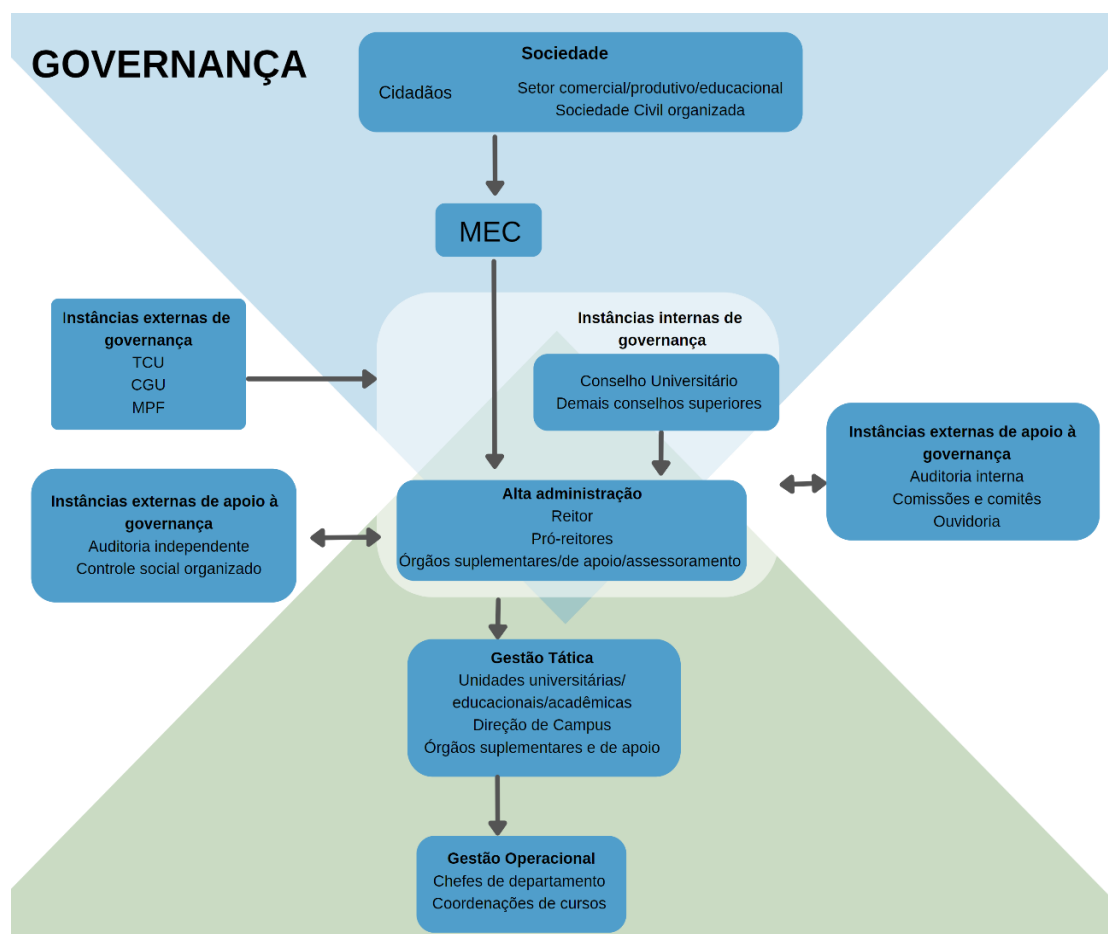 GOVERNANÇA
Sociedade
Cidadãos
Setor comercial/produtivo/educacional
Sociedade Civil organizada
MEC
Instâncias externas de
governança
TCU
CGU
MPF
Instâncias internas de
governança
Conselho Universitário
Demais conselhos superiores
Instâncias externas de apoio à
governança
Auditoria interna
Comissões e comitês
Ouvidoria
Instâncias externas de apoio à
governança
Auditoria independente
Controle social organizado
Alta administração
Reitor
Pró-reitores
Órgãos suplementares/de apoio/assessoramento
Gestão Tática
Unidades universitárias/
educacionais/acadêmicas
Direção de Campus
Órgãos suplementares e de apoio
Gestão Operacional
Chefes de departamento
Coordenações de cursos